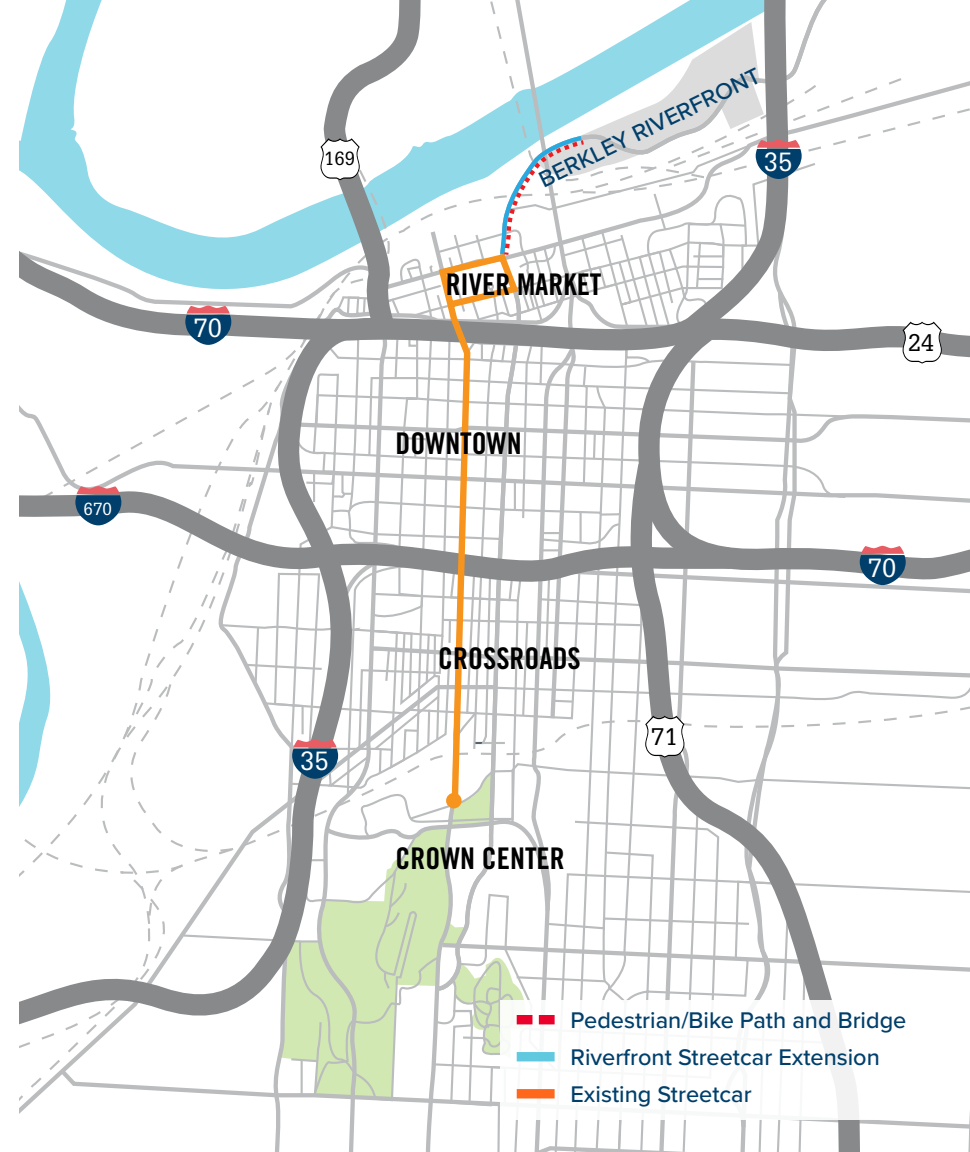 169
BERKLEY RIVERFRONT
35
RIVER MARKET
70
24
DOWNTOWN
670
70
CROSSROADS
71
35
CROWN CENTER
Pedestrian/Bike Path and Bridge
Riverfront Streetcar Extension
Existing Streetcar